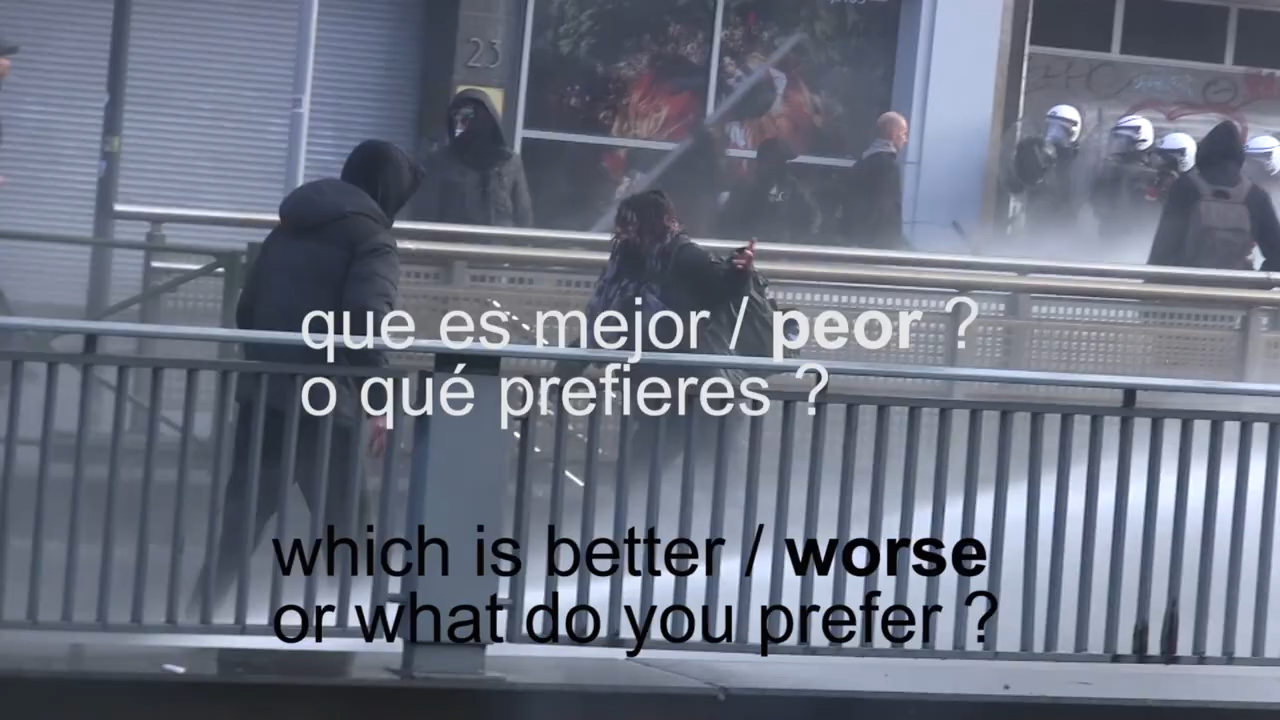 23
que es mejor / peor ?
o qué prefieres ?
which is better / worse
or what do you prefer ?